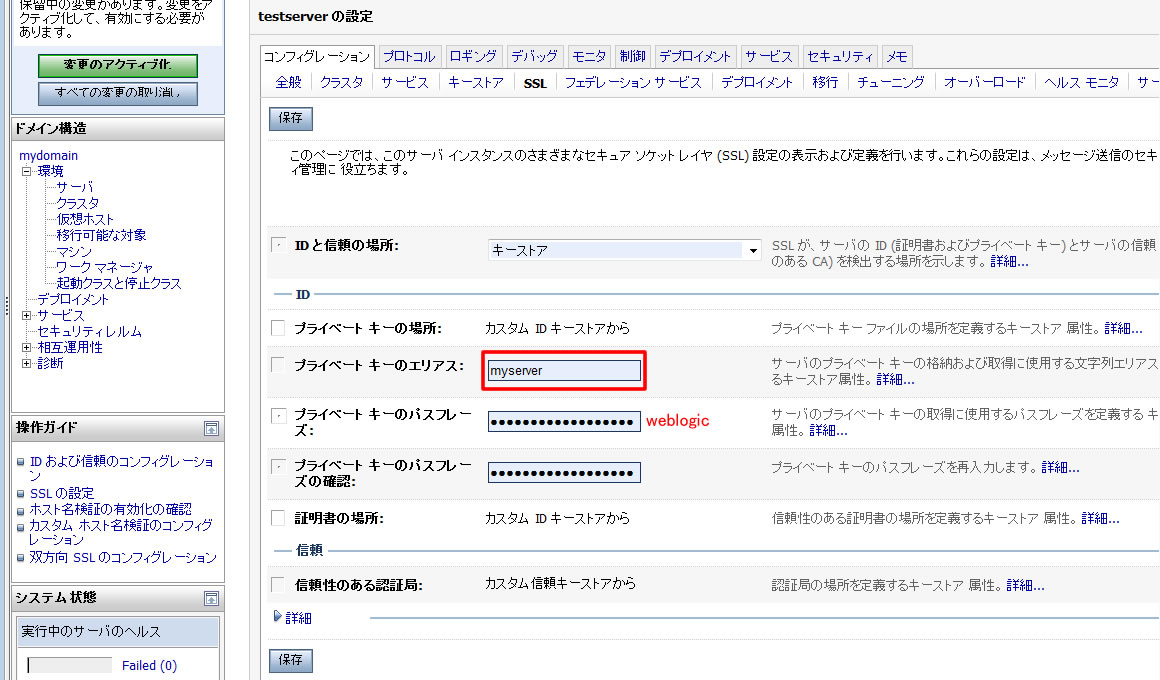 保留中の変更があります。変更をア
クティブ化して、有効にする必要が
あります。
変更のアクティブ化
すべての変更の取り消し
ドメイン構造
mydomain
環境
サーバ
クラスタ
仮想ホスト
移行可能な対象
マシン
ワーク マネージャ
起動クラスと停止クラス
デプロイメント
サービス
セキュリティ レルム
相互運用性
診断
操作ガイド
ID および信頼のコンフィグレーショ
ン
SSL の設定
ホスト名検証の有効化の確認
カスタム ホスト名検証のコンフィグ
レーション
双方向 SSL のコンフィグレーション
システム 状態
実行中のサーバのヘルス
Failed (0)
testserver の設定
コンフィグレーション プロトコル ロギング デバッグ モニタ 制御 デプロイメント サービス セキュリティ メモ
全般 クラスタ サービス キーストア SSL フェデレーション サービス デプロイメント 移行 チューニング オーバーロード ヘルス モニタ サー
保存
このページでは、このサーバ インスタンスのさまざまなセキュア ソケット レイヤ (SSL) 設定の表示および定義を行います。これらの設定は、メッセージ送信のセキ
ィ管理に 役立ちます。
ID と信頼の場所: キーストア SSL が、サーバの ID (証明書およびプライベート キー) とサーバの信頼
のある CA) を検出する場所を示します。 詳細...
ID
プライベート キーの場所: カスタム ID キーストアから プライベート キー ファイルの場所を定義するキーストア 属性。 詳細...
プライベート キーのエリアス: myserver サーバのプライベート キーの格納および取得に使用する文字列エリアス
るキーストア属性。 詳細...
プライベート キーのパスフレー
ズ: ●●●●●●●●●●●●●●●●●● weblogic サーバのプライベート キーの取得に使用するパスフレーズを定義する キ
属性。 詳細...
プライベート キーのパスフレー
ズの確認: ●●●●●●●●●●●●●●●●●● プライベート キーのパスフレーズを再入力します。 詳細...
証明書の場所: カスタム ID キーストアから 信頼性のある証明書の場所を定義するキーストア 属性。 詳細...
信頼
信頼性のある認証局: カスタム信頼キーストアから 認証局の場所を定義するキーストア 属性。 詳細...
詳細
保存